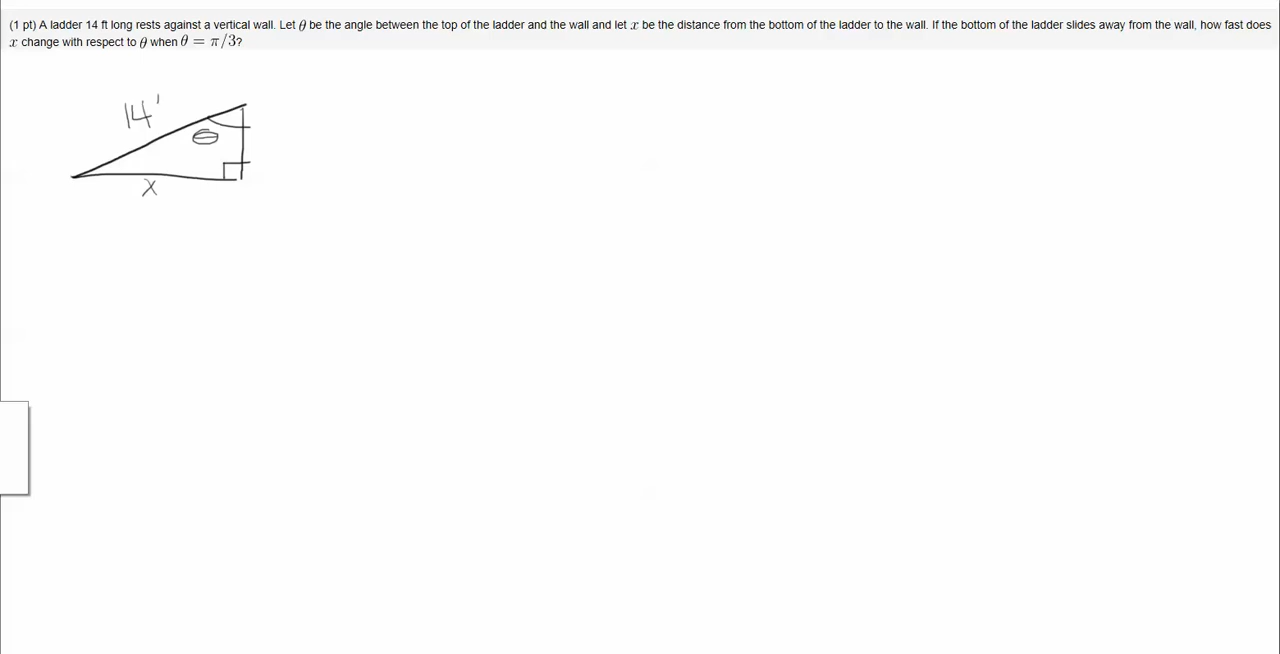 (1 pt) A ladder 14 ft long rests against a vertical wall. Let θ be the angle between the top of the ladder and the wall and let x be the distance from the bottom of the ladder to the wall. If the bottom of the ladder slides away from the wall, how fast does
x change with respect to θ when θ = π/3?
14'
θ
x